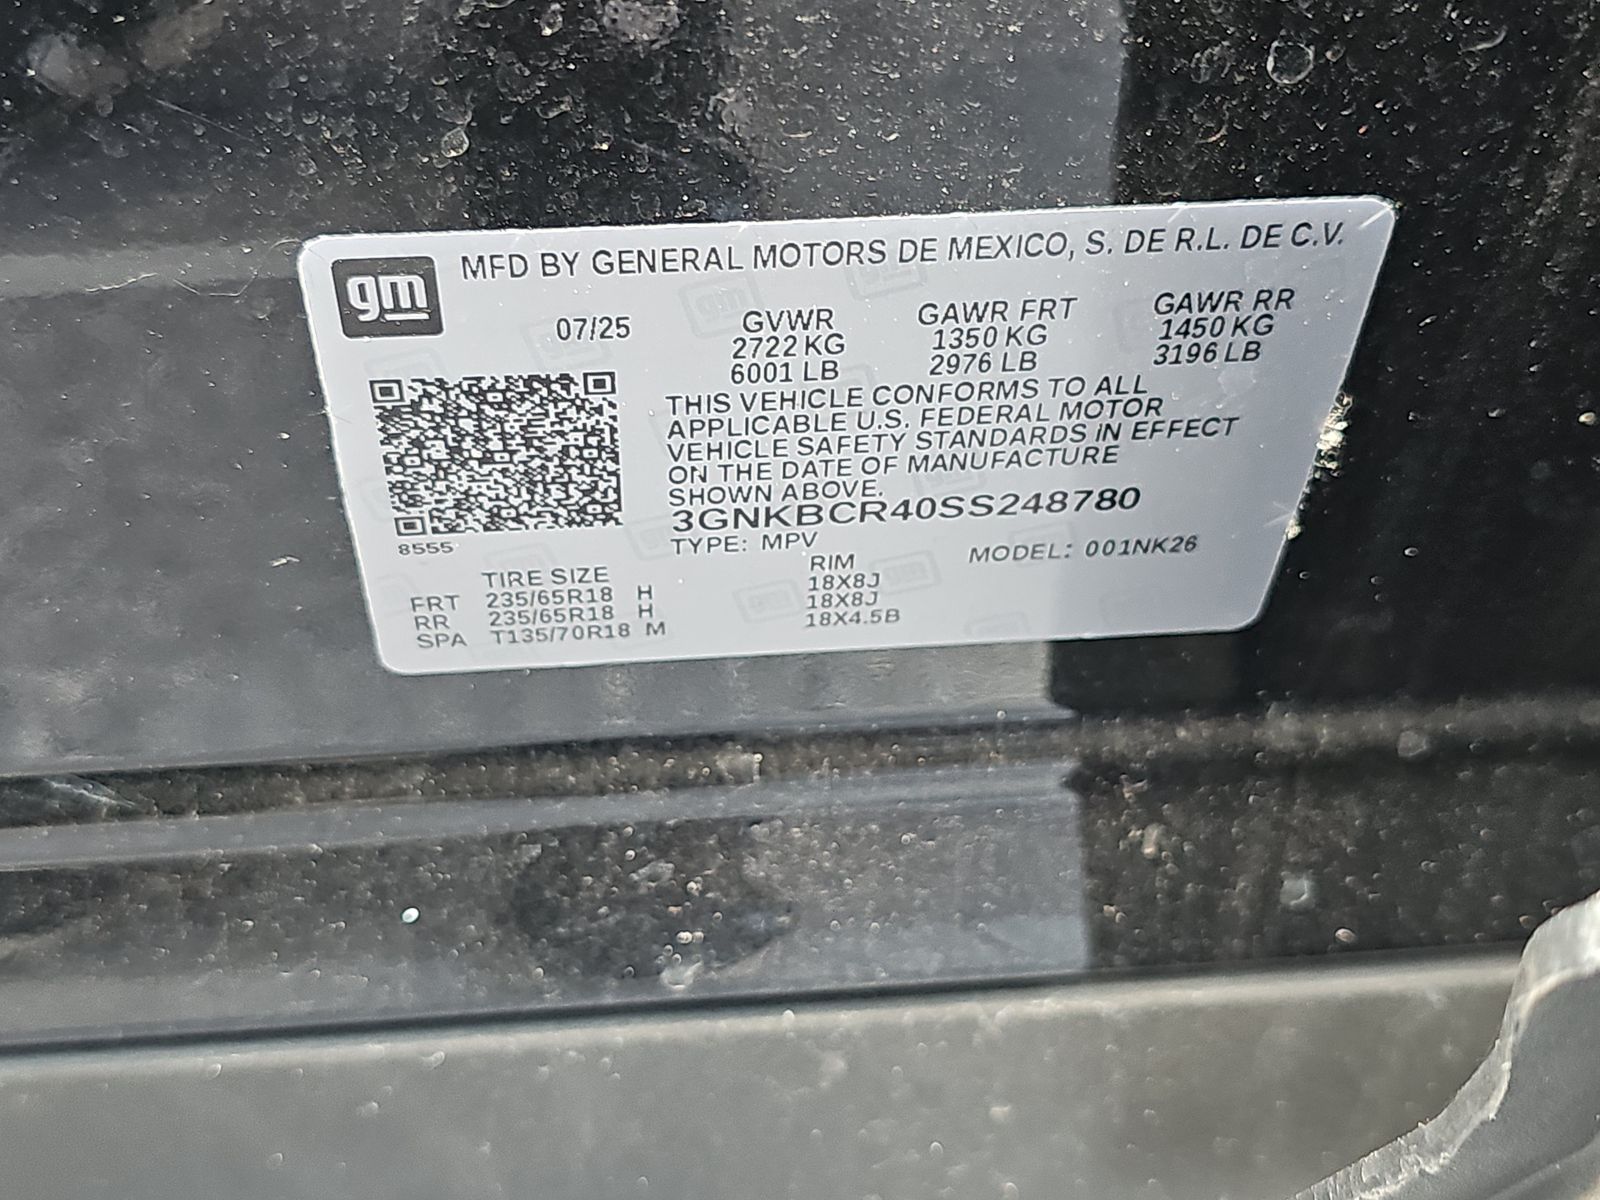 gm
MFD BY GENERAL MOTORS DE MEXICO, S. DE R.L. DE C.V.
07/25 GVWR GAWR FRT GAWR RR
2722 KG 1350 KG 1450 KG
6001 LB 2976 LB 3196 LB
THIS VEHICLE CONFORMS TO ALL
APPLICABLE U.S. FEDERAL MOTOR
VEHICLE SAFETY STANDARDS IN EFFECT
ON THE DATE OF MANUFACTURE
SHOWN ABOVE.
3GNKBCR40SS248780
8555 TYPE: MPV MODEL: 001NK26
TIRE SIZE RIM
FRT 235/65R18 H 18X8J
RR 235/65R18 H 18X8J
SPA T135/70R18 M 18X4.5B